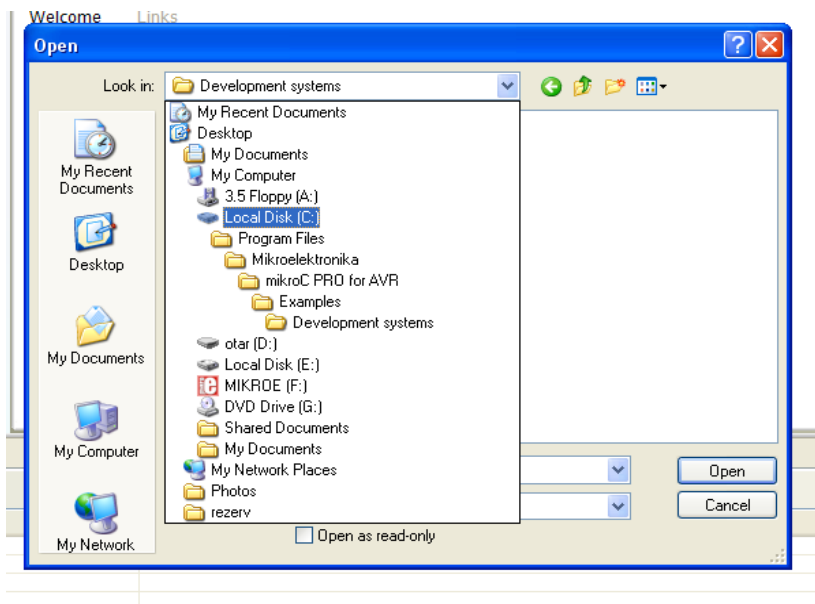 Welcome Links
Open
Look in: Development systems
My Recent Documents
Desktop
My Documents
My Computer
3.5 Floppy (A:)
Local Disk (C:)
Program Files
Mikroelektronika
mikroC PRO for AVR
Examples
Development systems
otar (D:)
Local Disk (E:)
MIKROE (F:)
DVD Drive (G:)
Shared Documents
My Documents
My Network Places
Photos
rezerv
My Recent
Documents
Desktop
My Documents
My Computer
My Network
Open
Cancel
Open as read-only